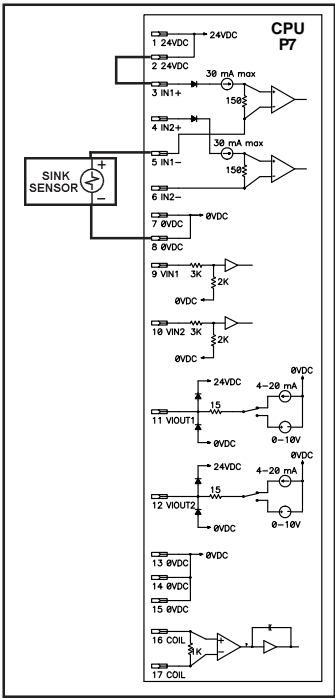 CPU
P7
1 24VDC
24VDC
2 24VDC
30 mA max
3 IN1+
150
4 IN2+
30 mA max
5 IN1-
150
SINK
SENSOR
+
−
6 IN2-
7 0VDC
0VDC
8 0VDC
9 VIN1 3K
2K
0VDC
10 VIN2 3K
2K
0VDC
0VDC
24VDC
4-20 mA
15
11 VIOUT1
0VDC
0-10V
0VDC
24VDC
4-20 mA
15
12 VIOUT2
0VDC
0-10V
13 0VDC
0VDC
14 0VDC
15 0VDC
16 COIL
1K
+
−
17 COIL